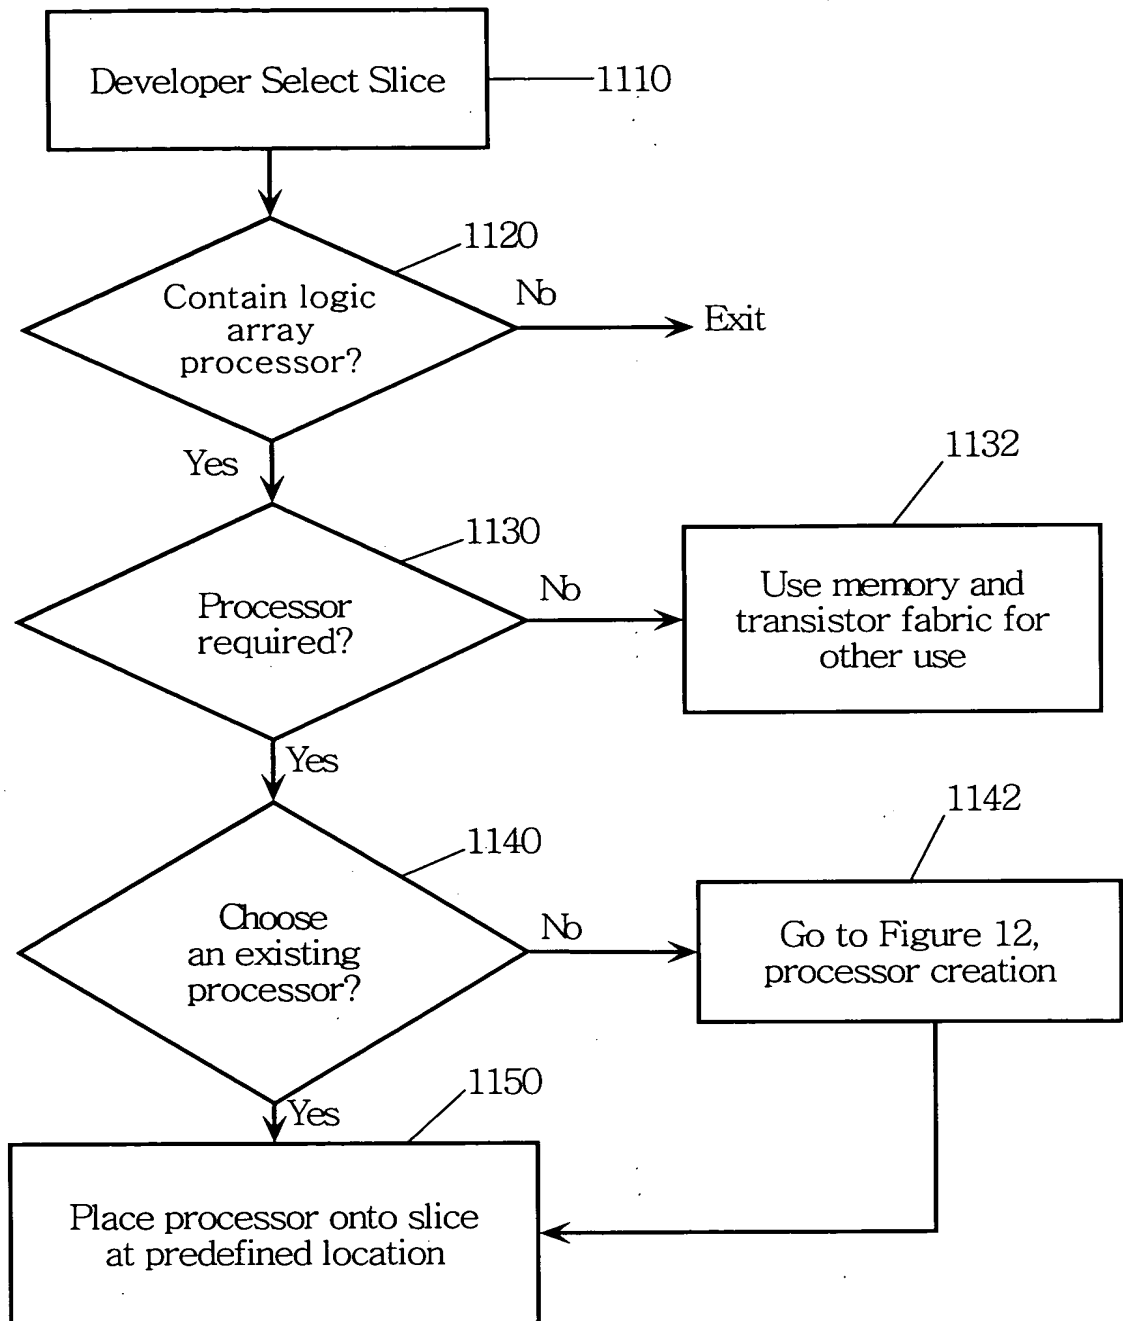 Developer Select Slice
1110
1120
Contain logic
array
processor?
No
Exit
Yes
1132
1130
Processor
required?
No
Use memory and
transistor fabric for
other use
Yes
1142
1140
Choose
an existing
processor?
No
Go to Figure 12,
processor creation
1150
Yes
Place processor onto slice
at predefined location